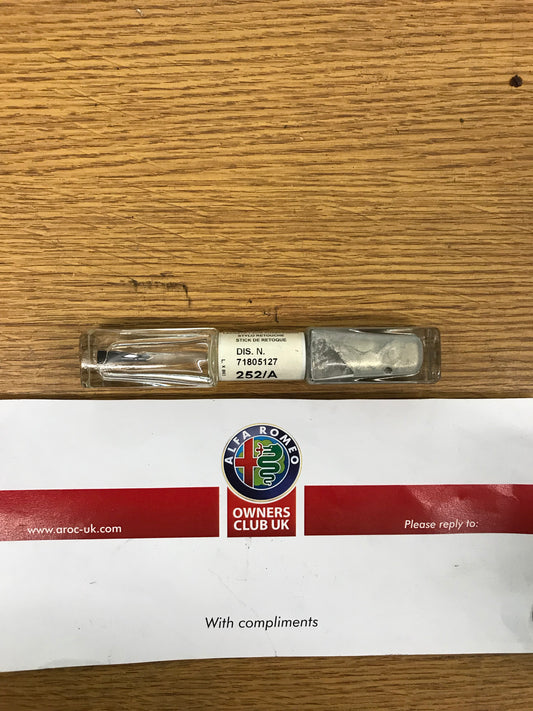 STYLO RETOUCHE
STICK DE RETOQUE
DIS. N.
71805127
252/A
ALFA ROMEO
OWNERS
CLUB UK
www.aroc-uk.com
Please reply to:
With compliments